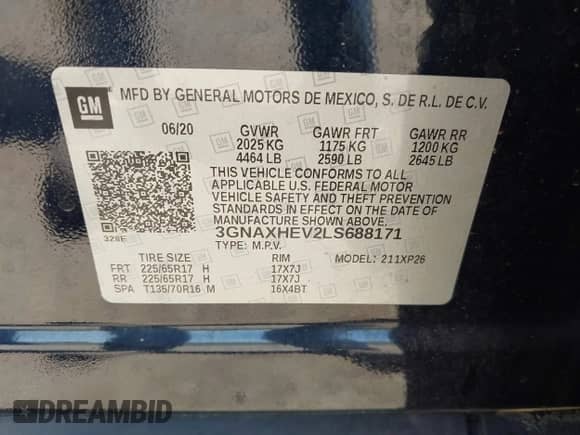 GM MFD BY GENERAL MOTORS DE MEXICO, S. DE R.L. DE C.V.
06/20 GVWR GAWR FRT GAWR RR
2025 KG 1175 KG 1200 KG
4464 LB 2590 LB 2645 LB
THIS VEHICLE CONFORMS TO ALL
APPLICABLE U.S. FEDERAL MOTOR
VEHICLE SAFETY AND THEFT PREVENTION
STANDARDS IN EFFECT ON THE DATE OF
MANUFACTURE SHOWN ABOVE.
3GNAXHEV2LS688171
328E TYPE: M.P.V.
TIRE SIZE RIM MODEL: 211XP26
FRT 225/65R17 H 17X7J
RR 225/65R17 H 17X7J
SPA T135/70R16 M 16X4BT
DREAMBID